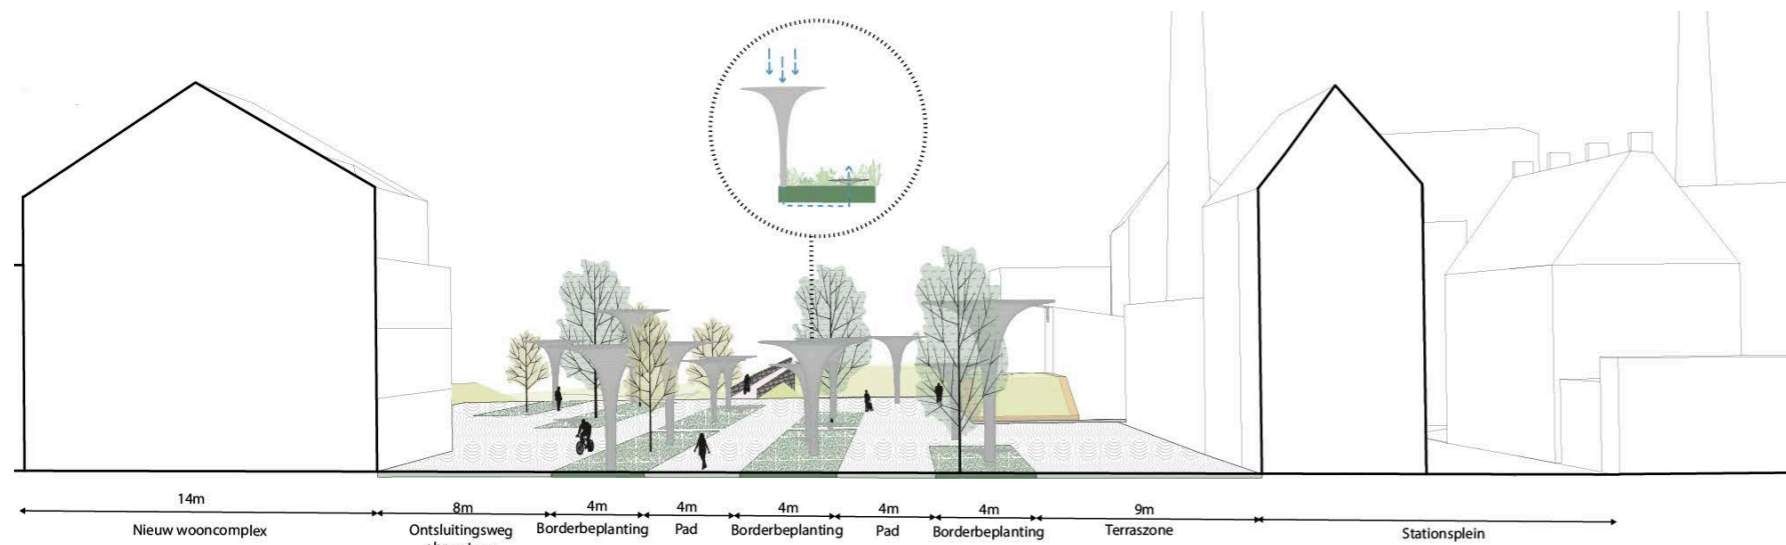 14m
8m
4m
4m
4m
4m
4m
9m
Nieuw wooncomplex
Ontsluitingsweg
Borderbeplanting
Pad
Borderbeplanting
Pad
Borderbeplanting
Terraszone
Stationsplein